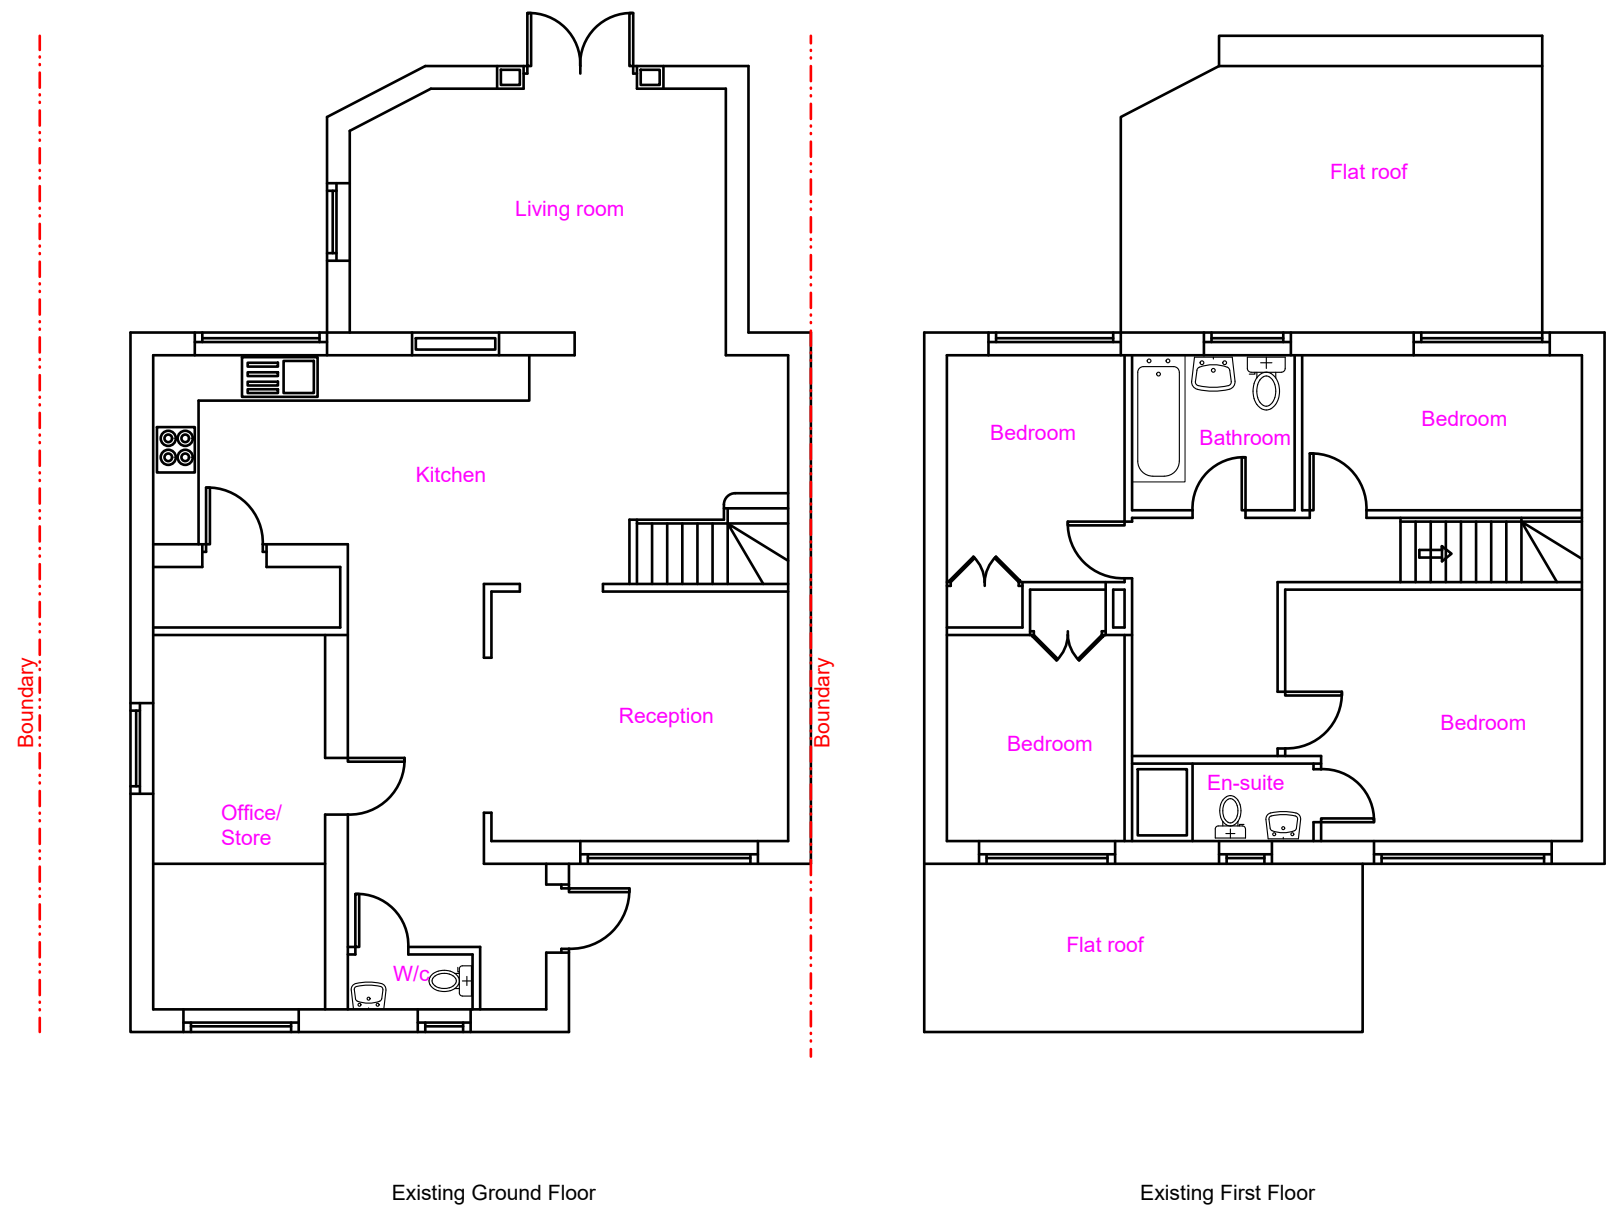 Living room
Kitchen
Reception
Office/
Store
W/c
Boundary
Boundary
Existing Ground Floor
Flat roof
Bedroom
Bathroom
Bedroom
Bedroom
Bedroom
En-suite
Flat roof
Existing First Floor